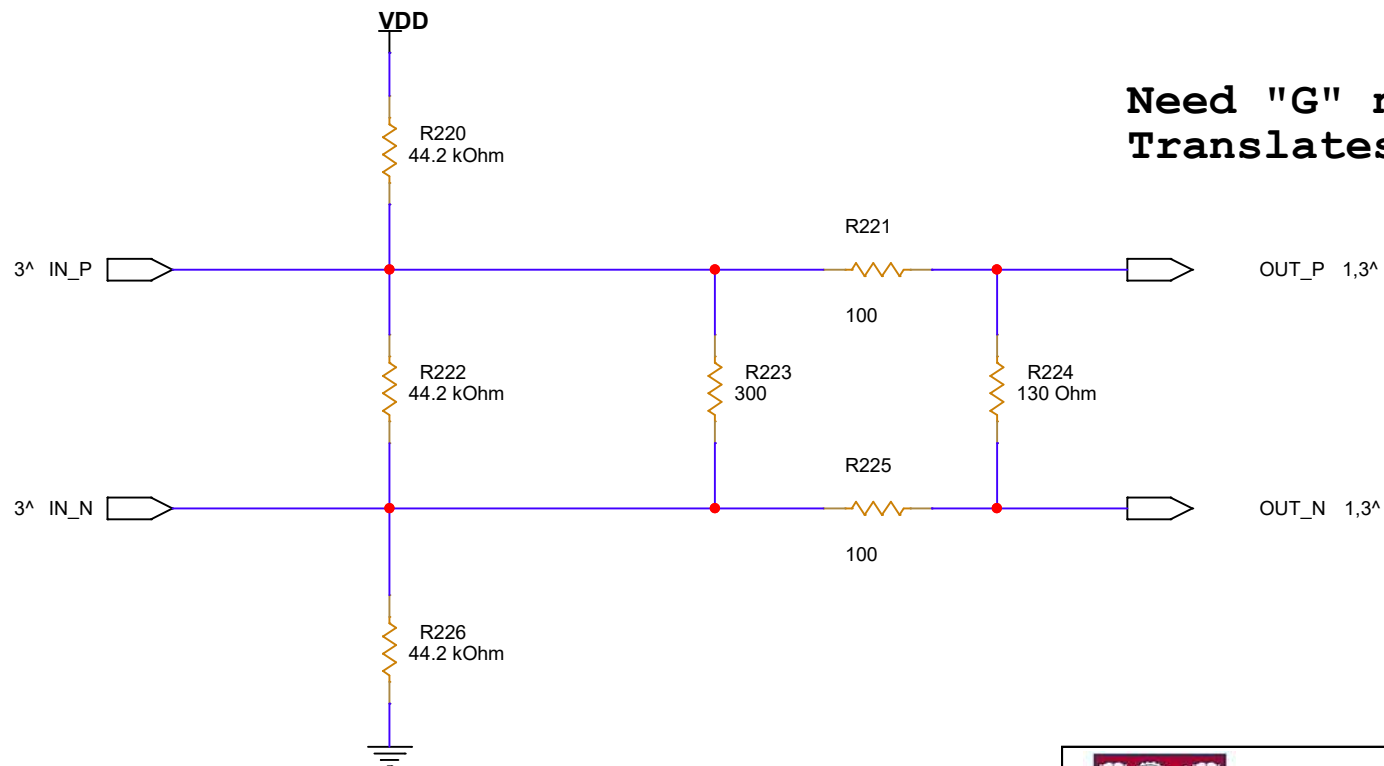 VDD
Need "G"
Translates
R220
44.2 kOhm
R221
3^ IN_P
OUT_P 1,3^
100
R222
44.2 kOhm
R223
300
R224
130 Ohm
R225
3^ IN_N
OUT_N 1,3^
100
R226
44.2 kOhm